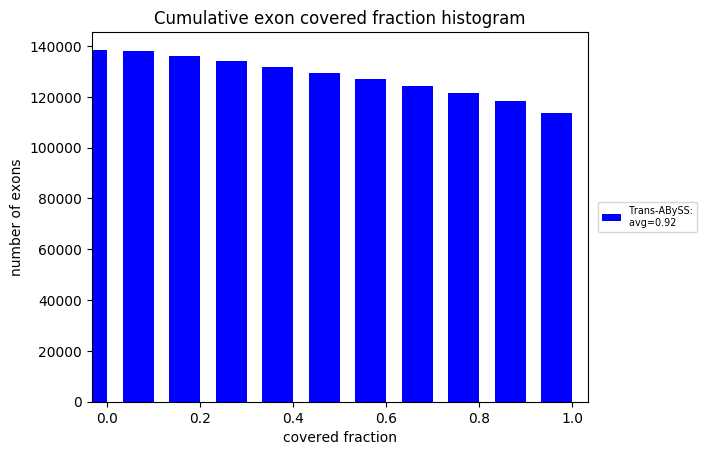 Cumulative exon covered fraction histogram
140000
120000
100000
80000
60000
40000
20000
0
number of exons
0.0 0.2 0.4 0.6 0.8 1.0
covered fraction
Trans-ABySS:
avg=0.92